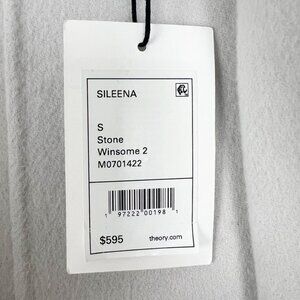 SILEENA
S
Stone
Winsome 2
M0701422
1 97222 00198 1
$595 theory.com